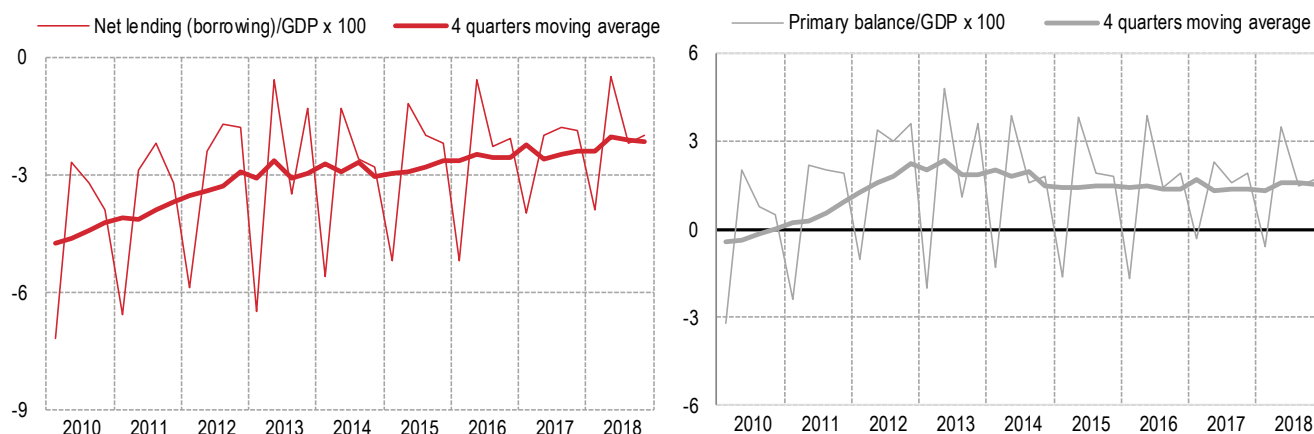 Net lending (borrowing)/GDP x 100 4 quarters moving average
0
-3
-6
-9
2010 2011 2012 2013 2014 2015 2016 2017 2018
Primary balance/GDP x 100 4 quarters moving average
6
3
0
-3
-6
2010 2011 2012 2013 2014 2015 2016 2017 2018